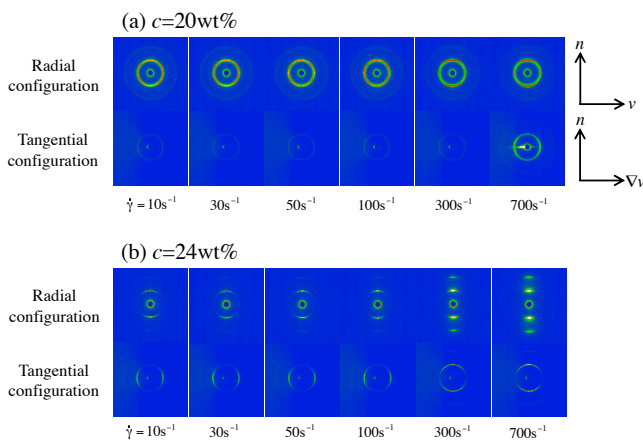 (a) c=20wt%
Radial
configuration
n
v
Tangential
configuration
n
∇v
γ̇ = 10s⁻¹ 30s⁻¹ 50s⁻¹ 100s⁻¹ 300s⁻¹ 700s⁻¹
(b) c=24wt%
Radial
configuration
Tangential
configuration
γ̇ = 10s⁻¹ 30s⁻¹ 50s⁻¹ 100s⁻¹ 300s⁻¹ 700s⁻¹